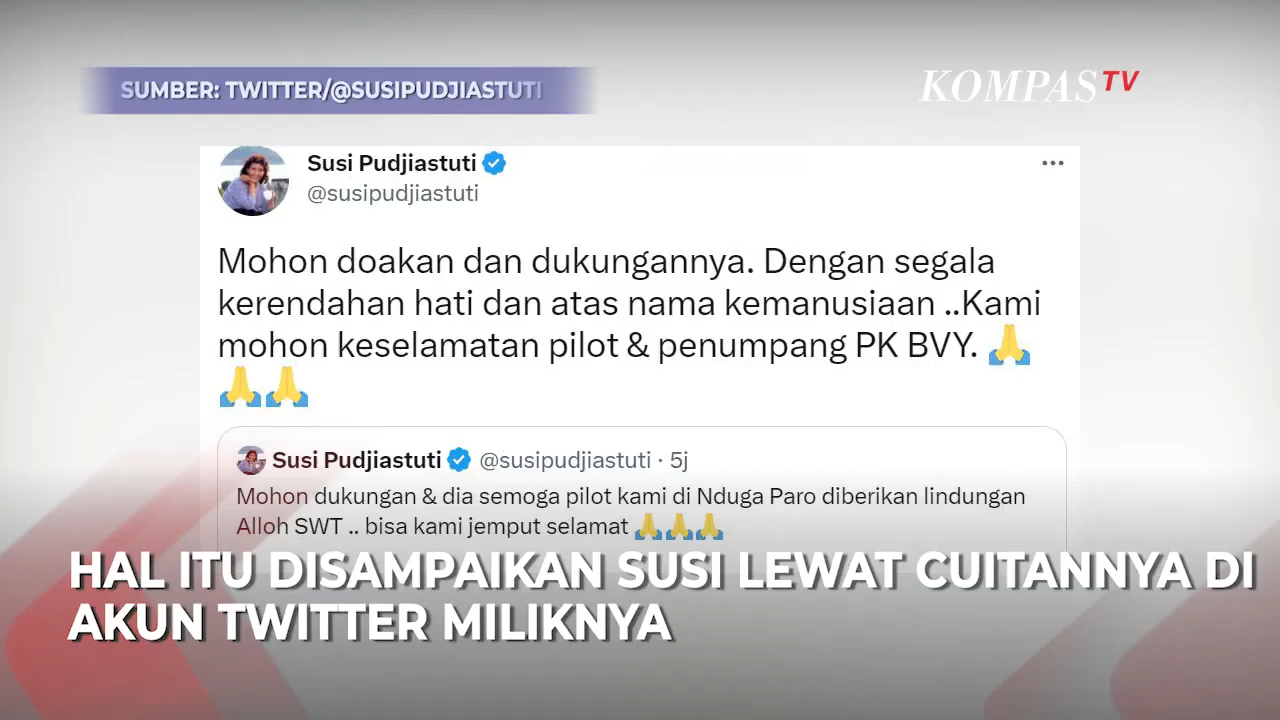 SUMBER: TWITTER/@SUSIPUDJIASTUTI
KOMPAS TV
Susi Pudjiastuti
@susipudjiastuti
Mohon doakan dan dukungannya. Dengan segala
kerendahan hati dan atas nama kemanusiaan ..Kami
mohon keselamatan pilot & penumpang PK BVY. 🙏
🙏🙏
Susi Pudjiastuti @susipudjiastuti · 5j
Mohon dukungan & dia semoga pilot kami di Nduga Paro diberikan lindungan
Alloh SWT .. bisa kami jemput selamat 🙏🙏🙏
HAL ITU DISAMPAIKAN SUSI LEWAT CUITANNYA DI
AKUN TWITTER MILIKNYA